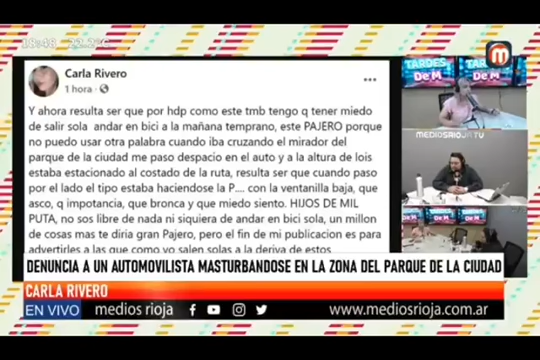 18:48 22.2°C
M
Carla Rivero
1 hora ·
Y ahora resulta ser que por hdp como este tmb tengo q tener miedo
de salir sola andar en bici a la mañana temprano, este PAJERO porque
no puedo usar otra palabra cuando iba cruzando el mirador del
parque de la ciudad me paso despacio en el auto y a la altura de lois
estaba estacionado al costado de la ruta, resulta ser que cuando paso
por el lado el tipo estaba haciendose la P.... con la ventanilla baja, que
asco, q impotancia, que bronca y que miedo siento. HIJOS DE MIL
PUTA, no sos libre de nada ni siquiera de andar en bici sola, un millon
de cosas mas te diria gran Pajero, pero el fin de mi publicacion es para
advertirles a las que como yo salen solas a la deriva de estos
TARDES
De M
TARDES
De M
MEDIOSRIOJATV
DENUNCIA A UN AUTOMOVILISTA MASTURBANDOSE EN LA ZONA DEL PARQUE DE LA CIUDAD
CARLA RIVERO
EN VIVO
medios rioja
www.mediosrioja.com.ar